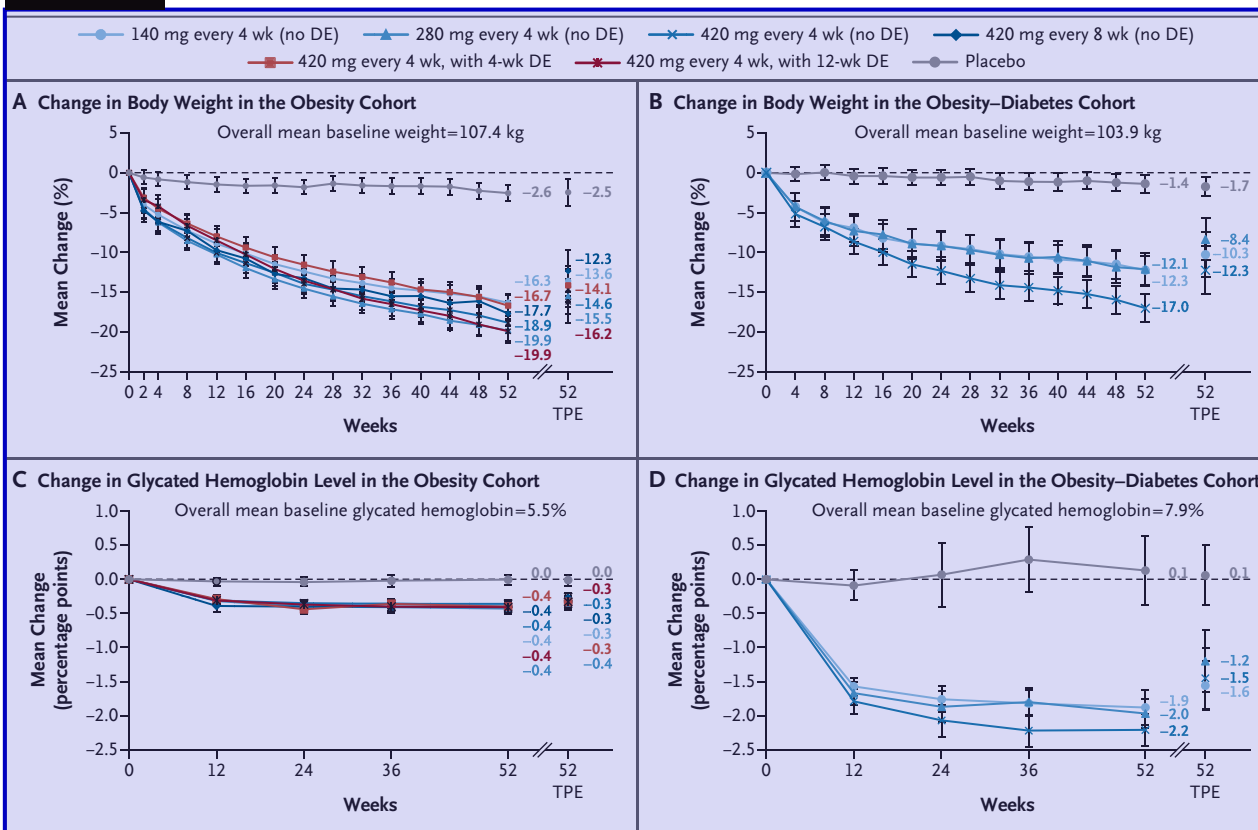 140 mg every 4 wk (no DE) 280 mg every 4 wk (no DE) 420 mg every 4 wk (no DE) 420 mg every 8 wk (no DE)
420 mg every 4 wk, with 4-wk DE 420 mg every 4 wk, with 12-wk DE Placebo
A Change in Body Weight in the Obesity Cohort
Overall mean baseline weight=107.4 kg
Mean Change (%)
5
0
−5
−10
−15
−20
−25
−2.6
−16.3
−16.7
−17.7
−18.9
−19.9
−19.9
−2.5
−12.3
−13.6
−14.1
−14.6
−15.5
−16.2
0 2 4 8 12 16 20 24 28 32 36 40 44 48 52 52
TPE
Weeks
B Change in Body Weight in the Obesity–Diabetes Cohort
Overall mean baseline weight=103.9 kg
Mean Change (%)
5
0
−5
−10
−15
−20
−25
−1.4
−12.1
−12.3
−17.0
−1.7
−8.4
−10.3
−12.3
0 4 8 12 16 20 24 28 32 36 40 44 48 52 52
TPE
Weeks
C Change in Glycated Hemoglobin Level in the Obesity Cohort
Overall mean baseline glycated hemoglobin=5.5%
Mean Change
(percentage points)
1.0
0.5
0.0
−0.5
−1.0
−1.5
−2.0
−2.5
0.0
−0.4
−0.4
−0.4
−0.4
−0.4
−0.4
0.0
−0.3
−0.3
−0.3
−0.3
−0.3
−0.4
0 12 24 36 52 52
TPE
Weeks
D Change in Glycated Hemoglobin Level in the Obesity–Diabetes Cohort
Overall mean baseline glycated hemoglobin=7.9%
Mean Change
(percentage points)
1.0
0.5
0.0
−0.5
−1.0
−1.5
−2.0
−2.5
0.1
−1.9
−2.0
−2.2
0.1
−1.2
−1.5
−1.6
0 12 24 36 52 52
TPE
Weeks